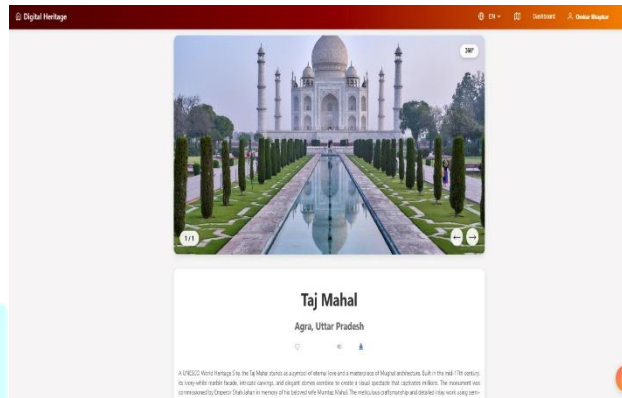 Digital Heritage
EN
Dashboard
Omkar Bhapkar
360°
1/1
Taj Mahal
Agra, Uttar Pradesh
A UNESCO World Heritage Site, the Taj Mahal stands as a symbol of eternal love and a masterpiece of Mughal architecture. Built in the mid-17th century,
its ivory-white marble facade, intricate carvings, and elegant domes combine to create a visual spectacle that captivates millions. The monument was
commissioned by Emperor Shah Jahan in memory of his beloved wife Mumtaz Mahal. The meticulous craftsmanship and detailed inlay work using semi-